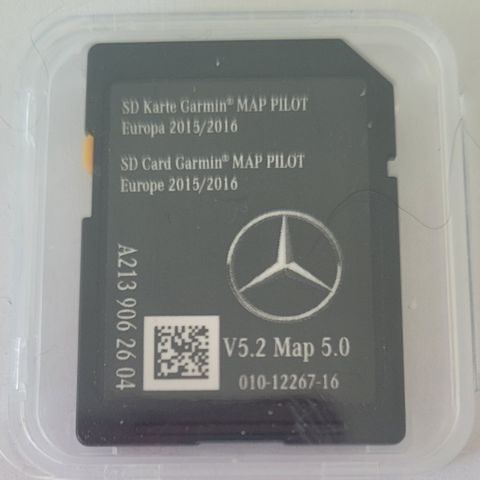 SD Karte Garmin® MAP PILOT
Europa 2015/2016
SD Card Garmin® MAP PILOT
Europe 2015/2016
A213 906 26 04
V5.2 Map 5.0
010-12267-16